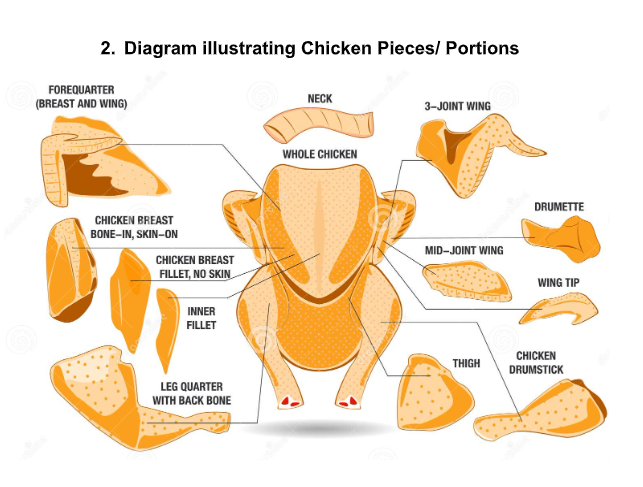 2. Diagram illustrating Chicken Pieces/ Portions
FOREQUARTER
(BREAST AND WING)
NECK
3–JOINT WING
WHOLE CHICKEN
DRUMETTE
CHICKEN BREAST
BONE–IN, SKIN–ON
MID–JOINT WING
CHICKEN BREAST
FILLET, NO SKIN
WING TIP
INNER
FILLET
THIGH
CHICKEN
DRUMSTICK
LEG QUARTER
WITH BACK BONE